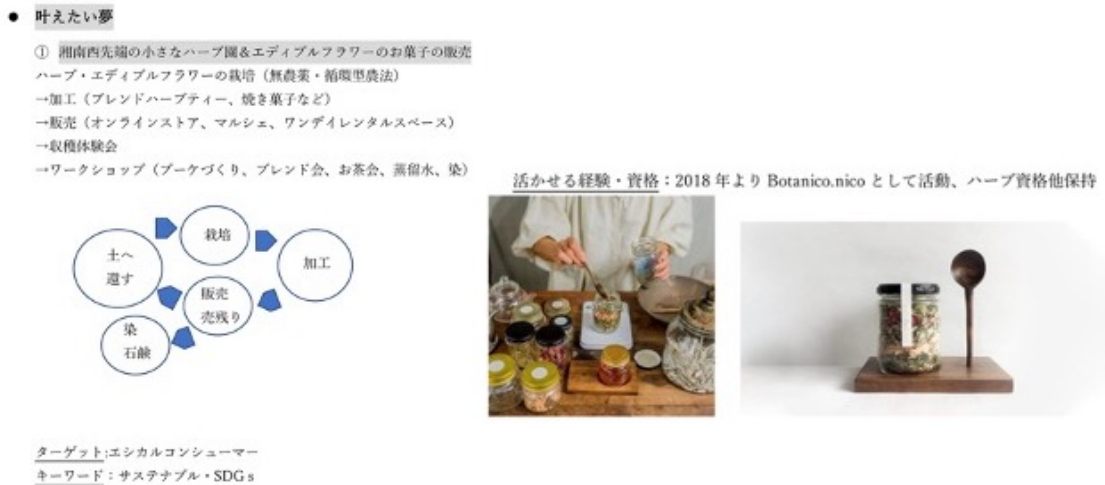 ● 叶えたい夢
① 湘南西先端の小さなハーブ園＆エディブルフラワーのお菓子の販売
ハーブ・エディブルフラワーの栽培（無農薬・循環型農法）
→加工（ブレンドハーブティー、焼き菓子など）
→販売（オンラインストア、マルシェ、ワンデイレンタルスペース）
→収穫体験会
→ワークショップ（ブーケづくり、ブレンド会、お茶会、蒸留水、染）
活かせる経験・資格：2018 年より Botanico.nico として活動、ハーブ資格他保持
栽培
土へ
還す
加工
販売
売残り
染
石鹸
ターゲット:エシカルコンシューマー
キーワード：サステナブル・SDGｓ